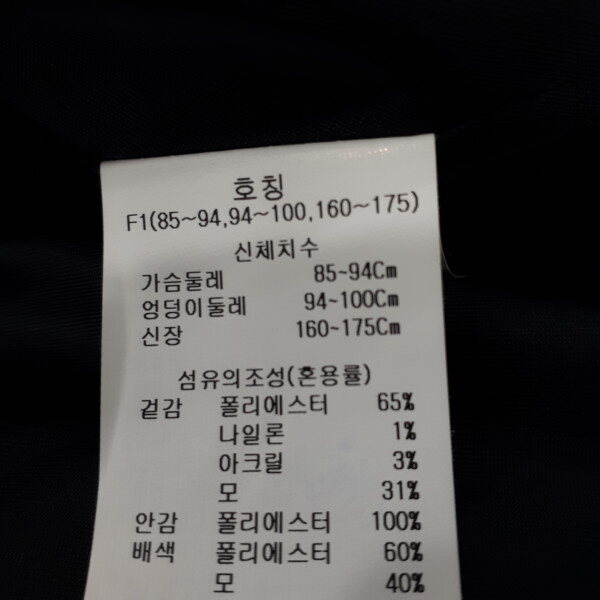 호칭
F1(85~94,94~100,160~175)
신체치수
가슴둘레 85~94Cm
엉덩이둘레 94~100Cm
신장 160~175Cm
섬유의조성(혼용률)
겉감 폴리에스터 65%
나일론 1%
아크릴 3%
모 31%
안감 폴리에스터 100%
배색 폴리에스터 60%
모 40%